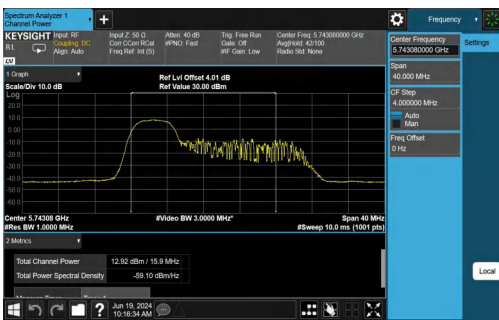 Spectrum Analyzer 1
Channel Power
+
Frequency
KEYSIGHT
Input: RF
Coupling: DC
Align: Auto
Input Z: 50 Ω
Corr CCorr RCal
Freq Ref: Int (S)
Atten: 40 dB
#PNO: Fast
Trig: Free Run
Gate: Off
#IF Gain: Low
Center Freq: 5.743080000 GHz
Avg|Hold: 42/100
Radio Std: None
R L
LXI
Center Frequency
5.743080000 GHz
Settings
Span
40.000 MHz
CF Step
4.000000 MHz
Auto
Man
Freq Offset
0 Hz
Local
1 Graph
Scale/Div 10.0 dB
Ref Lvl Offset 4.01 dB
Ref Value 30.00 dBm
Log
20.0
10.0
0.00
-10.0
-20.0
-30.0
-40.0
-50.0
-60.0
Center 5.74308 GHz
#Video BW 3.0000 MHz*
Span 40 MHz
#Res BW 1.0000 MHz
#Sweep 10.0 ms (1001 pts)
2 Metrics
Total Channel Power
12.92 dBm / 15.9 MHz
Total Power Spectral Density
-59.10 dBm/Hz
?
Jun 19, 2024
10:16:34 AM